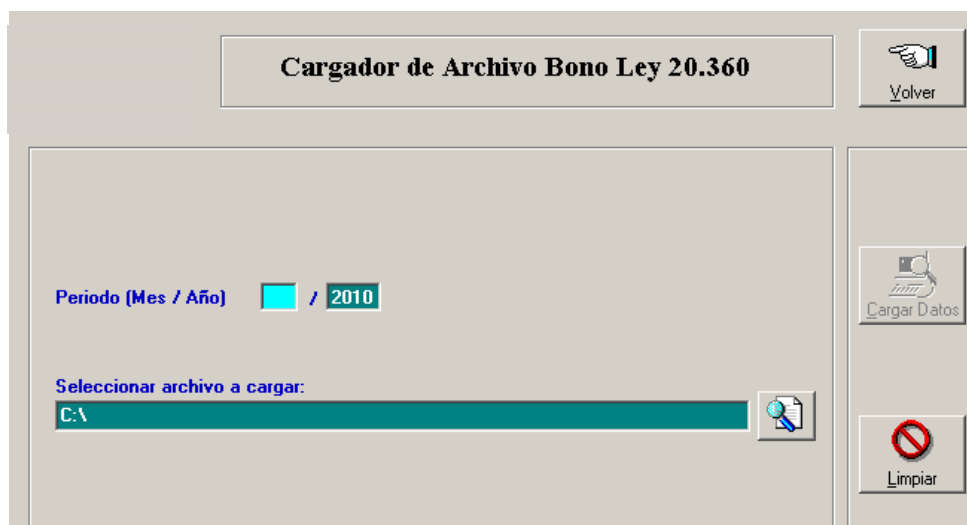 Cargador de Archivo Bono Ley 20.360
Volver
Periodo (Mes / Año) / 2010
Cargar Datos
Seleccionar archivo a cargar:
C:\
Limpiar